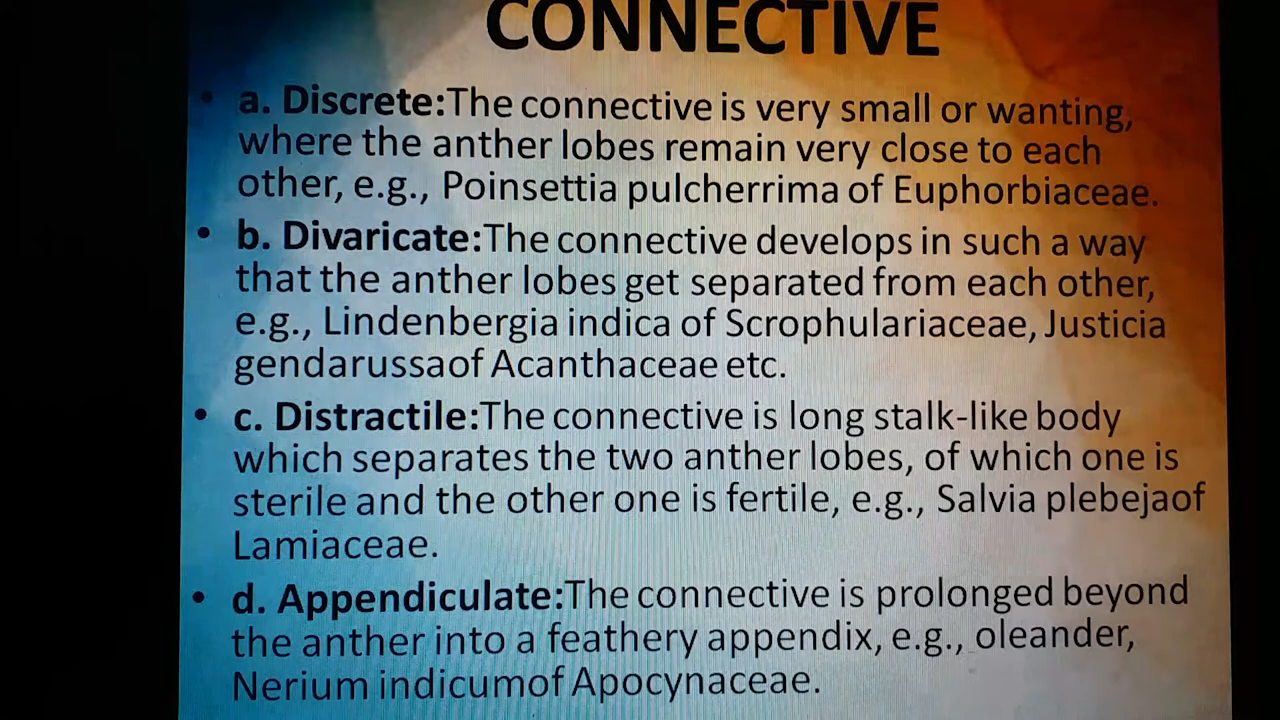 CONNECTIVE
• a. Discrete:The connective is very small or wanting,
where the anther lobes remain very close to each
other, e.g., Poinsettia pulcherrima of Euphorbiaceae.
• b. Divaricate:The connective develops in such a way
that the anther lobes get separated from each other,
e.g., Lindenbergia indica of Scrophulariaceae, Justicia
gendarussaof Acanthaceae etc.
• c. Distractile:The connective is long stalk-like body
which separates the two anther lobes, of which one is
sterile and the other one is fertile, e.g., Salvia plebejaof
Lamiaceae.
• d. Appendiculate:The connective is prolonged beyond
the anther into a feathery appendix, e.g., oleander,
Nerium indicumof Apocynaceae.